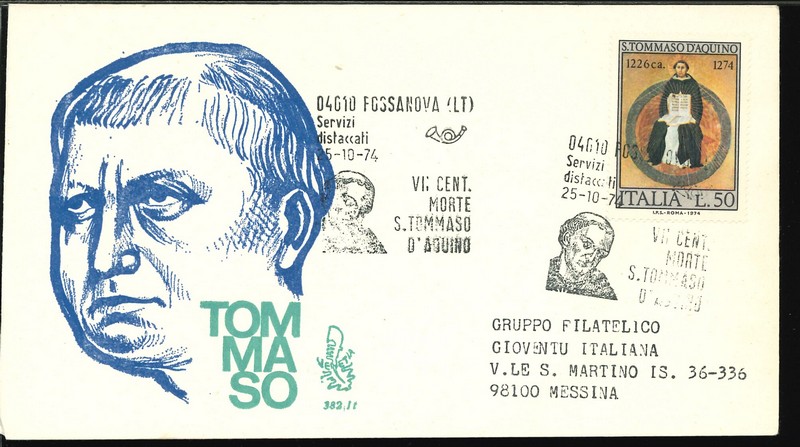 04010 FOSSANOVA (LT)
Servizi
distaccati
25-10-74
VII CENT.
MORTE
S.TOMMASO
D'AQUINO
04010 FOS
Servizi
distaccati
25-10-74
VII CENT.
MORTE
S.TOMMASO
D'AQUINO
S.TOMMASO D'AQUINO
1226 ca. 1274
ITALIA L.50
I.P.S.-ROMA-1974
TOM
MA
SO
382/It
GRUPPO FILATELICO
GIOVENTU ITALIANA
V.LE S. MARTINO IS. 36-336
98100 MESSINA